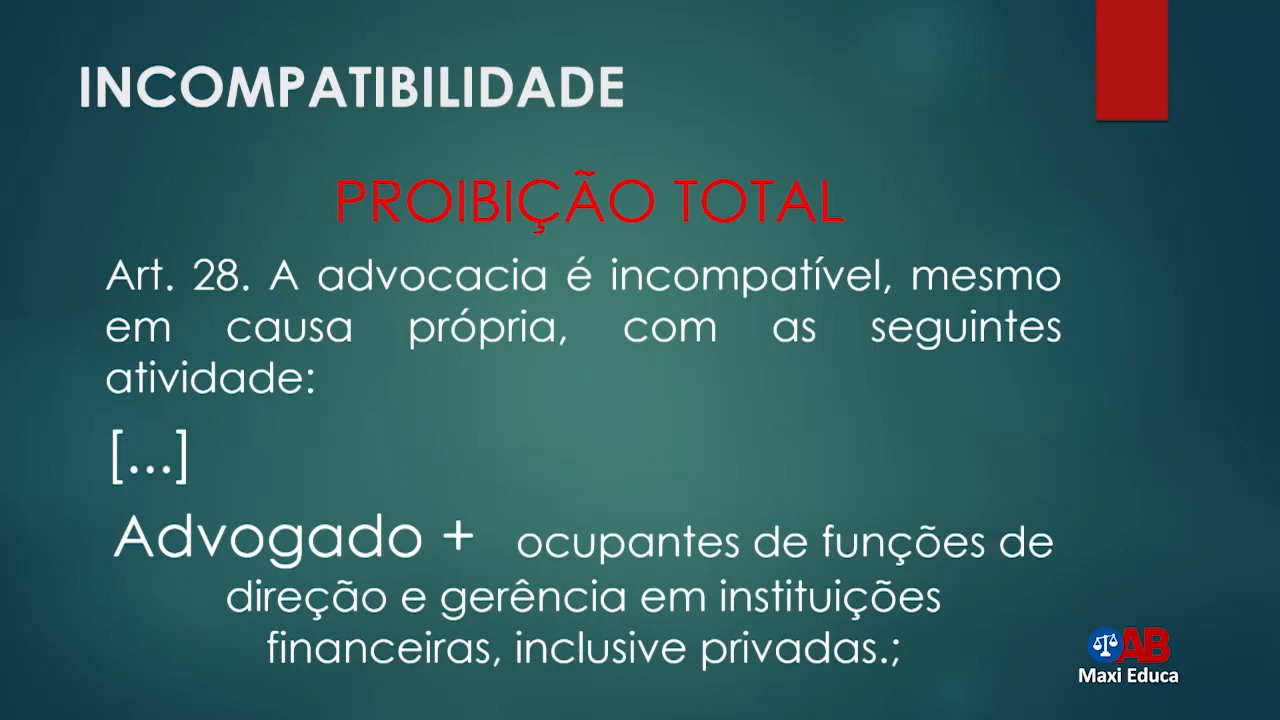 INCOMPATIBILIDADE
PROIBIÇÃO TOTAL
Art. 28. A advocacia é incompatível, mesmo
em causa própria, com as seguintes
atividade:
[...]
Advogado + ocupantes de funções de
direção e gerência em instituições
financeiras, inclusive privadas.;
OAB
Maxi Educa